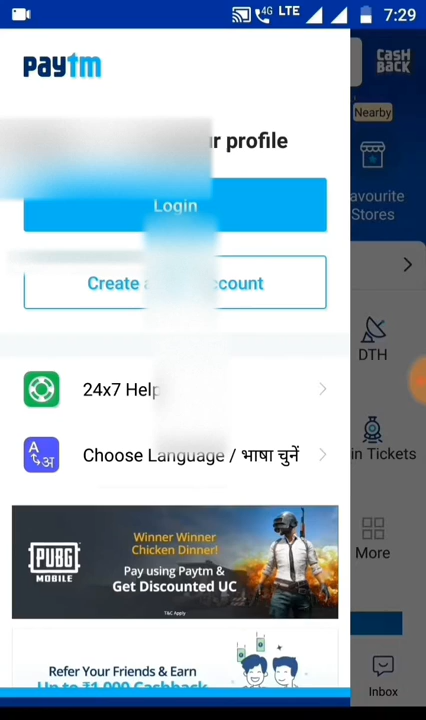 4G LTE 7:29
paytm
CASH
BACK
Nearby
r profile
Login
avourite
Stores
Create a ccount
DTH
24x7 Help
in Tickets
Choose Language / भाषा चुनें
Winner Winner
Chicken Dinner!
PUBG
MOBILE
Pay using Paytm &
Get Discounted UC
T&C Apply
More
Refer Your Friends & Earn
Up to ₹1,000 Cashback
Inbox